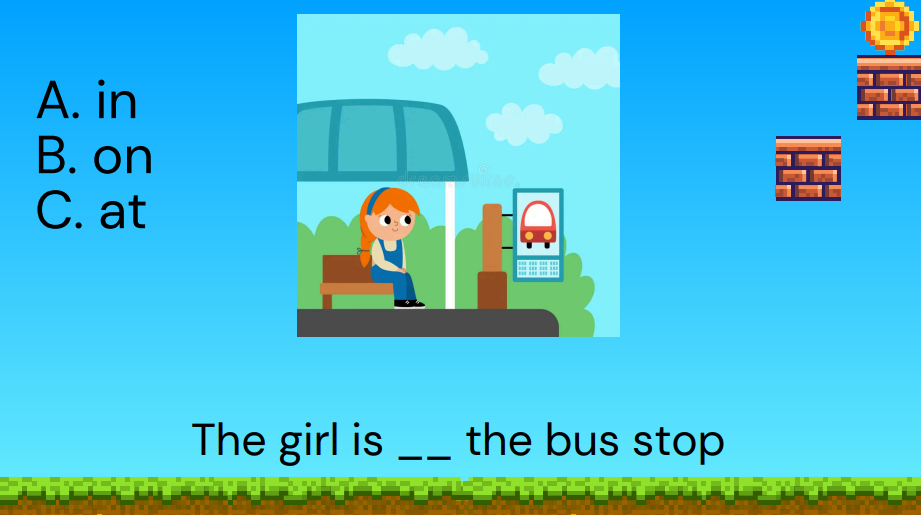 A. in
B. on
C. at
The girl is __ the bus stop